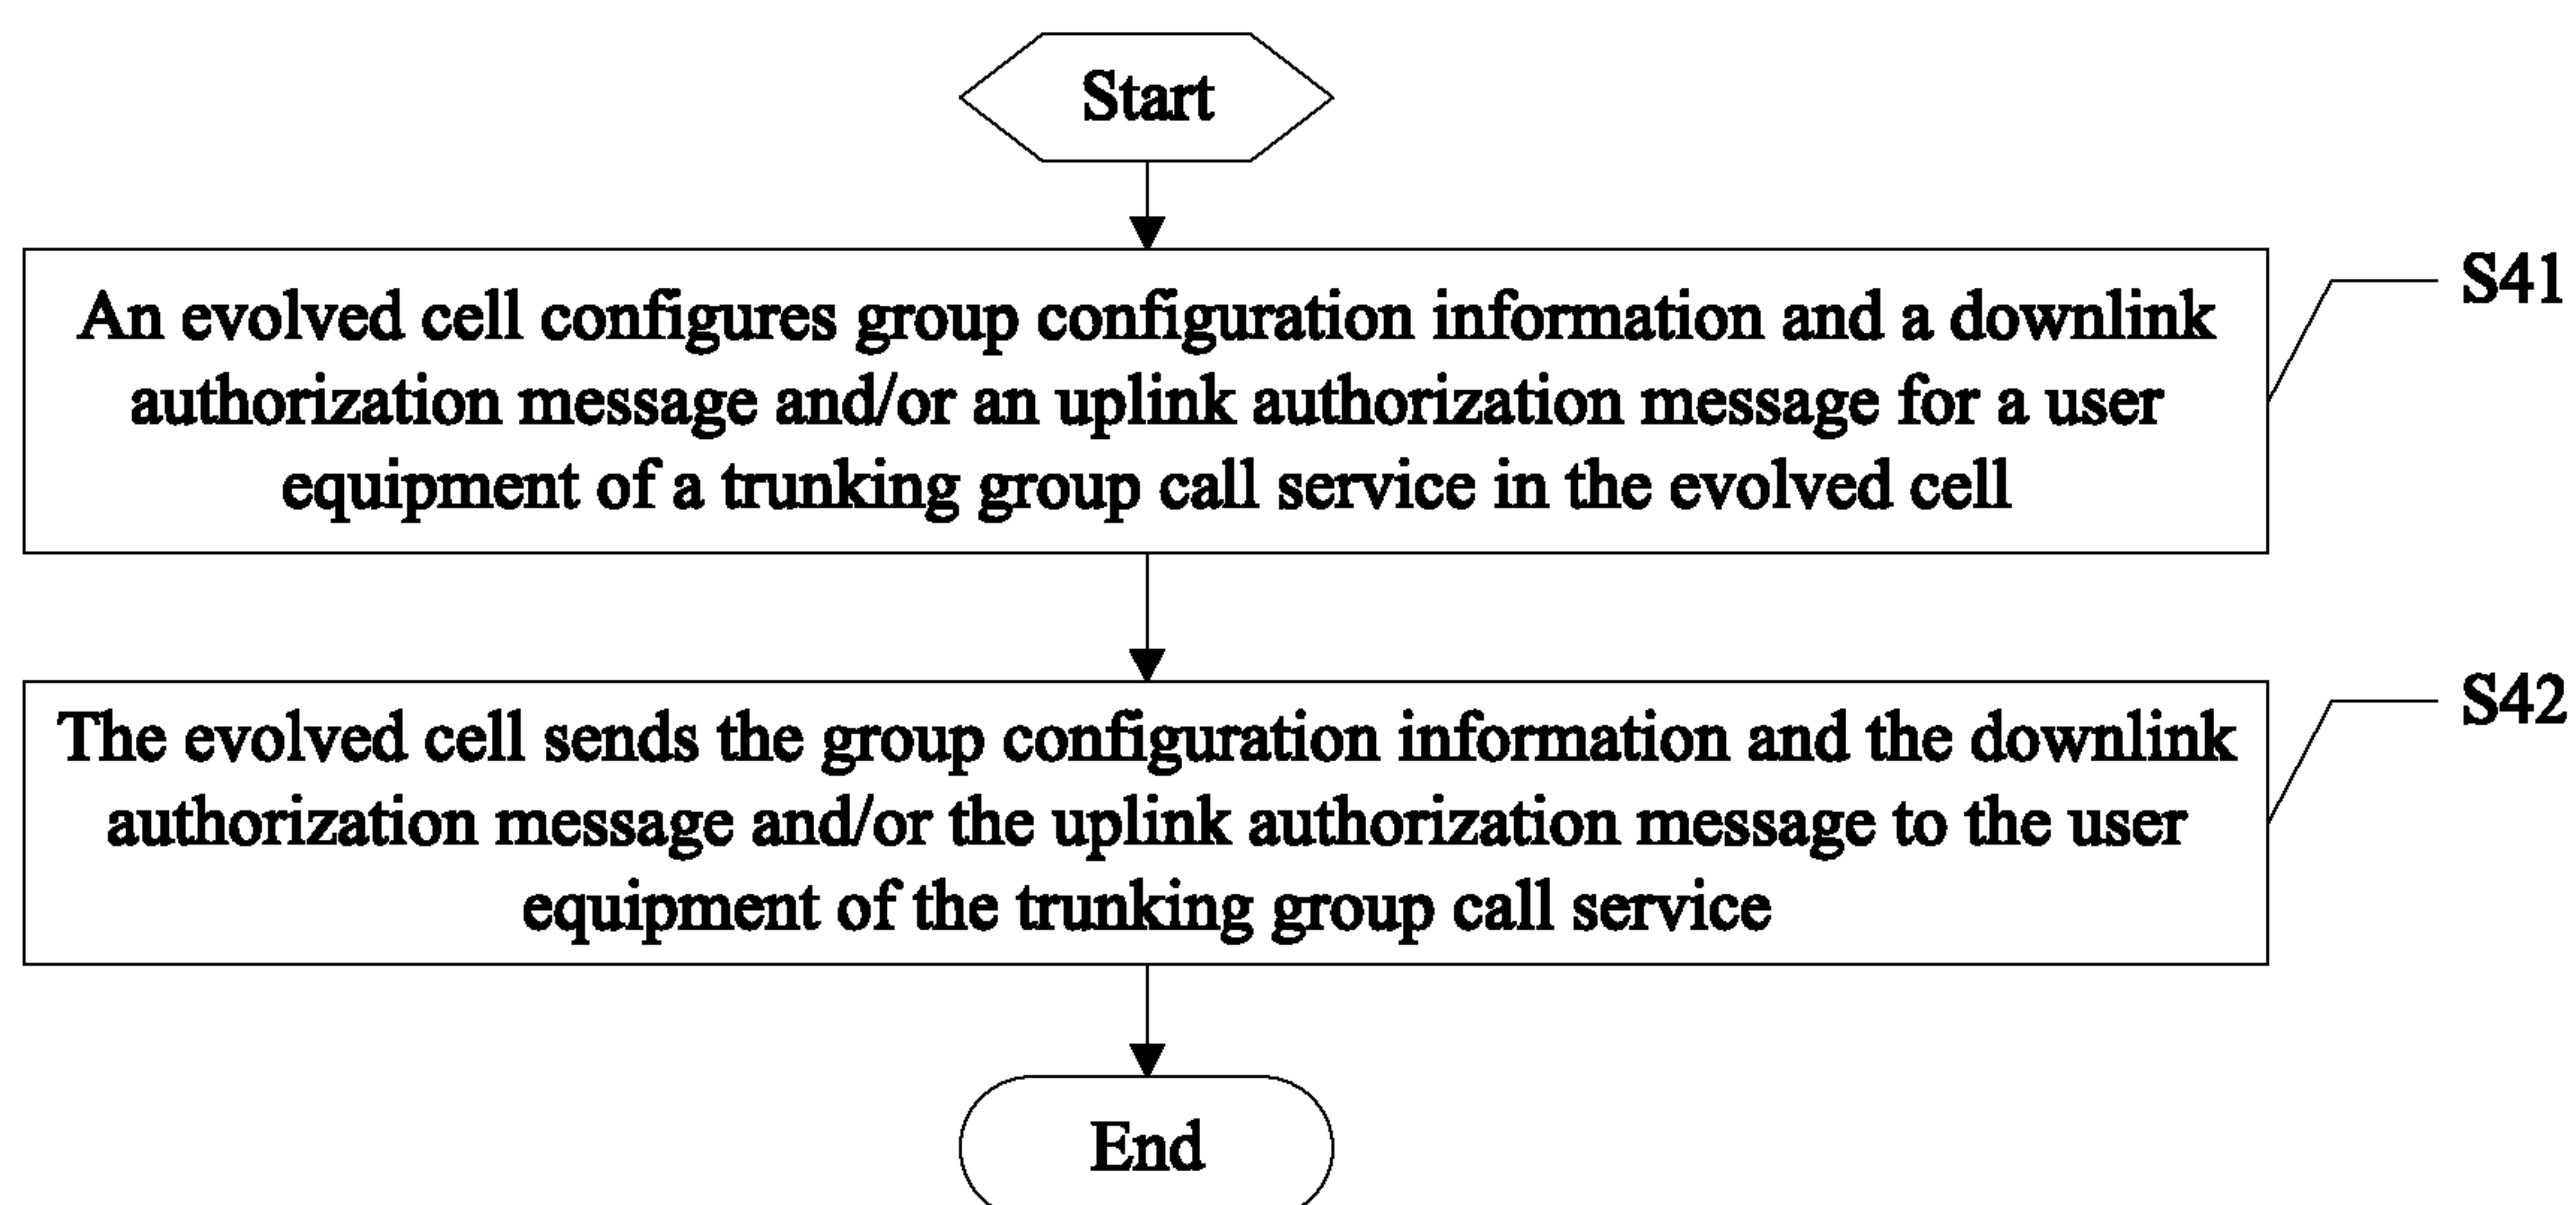 Start
An evolved cell configures group configuration information and a downlink
authorization message and/or an uplink authorization message for a user
equipment of a trunking group call service in the evolved cell
S41
The evolved cell sends the group configuration information and the downlink
authorization message and/or the uplink authorization message to the user
equipment of the trunking group call service
S42
End